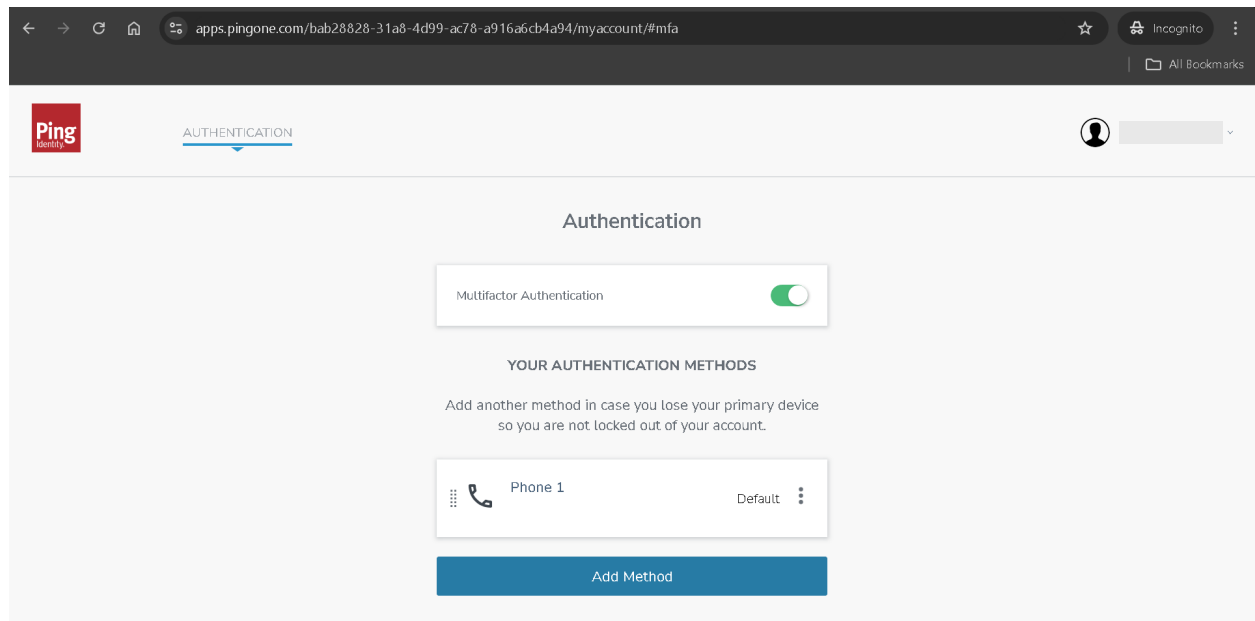 apps.pingone.com/bab28828-31a8-4d99-ac78-a916a6cb4a94/myaccount/#mfa
Incognito
All Bookmarks
Ping
Identity.
AUTHENTICATION
Authentication
Multifactor Authentication
YOUR AUTHENTICATION METHODS
Add another method in case you lose your primary device
so you are not locked out of your account.
Phone 1
Default
Add Method